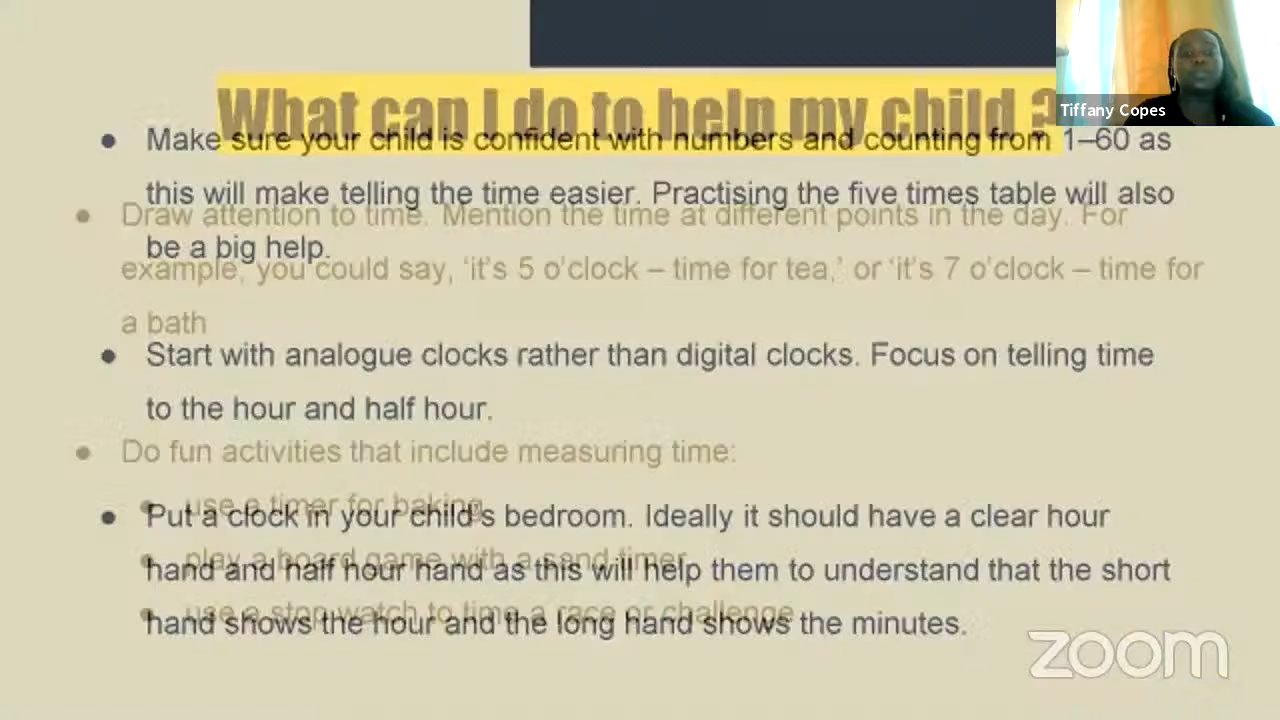 What can I do to help my child ?
Tiffany Copes
● Make sure your child is confident with numbers and counting from 1–60 as
this will make telling the time easier. Practising the five times table will also
be a big help.
● Start with analogue clocks rather than digital clocks. Focus on telling time
to the hour and half hour.
● Put a clock in your child's bedroom. Ideally it should have a clear hour
hand and half hour hand as this will help them to understand that the short
hand shows the hour and the long hand shows the minutes.
● Draw attention to time. Mention the time at different points in the day. For
example, you could say, ‘it's 5 o'clock – time for tea,’ or ‘it's 7 o'clock – time for
a bath
● Do fun activities that include measuring time:
● use a timer for baking
● play a board game with a sand timer
● use a stop watch to time a race or challenge
zoom